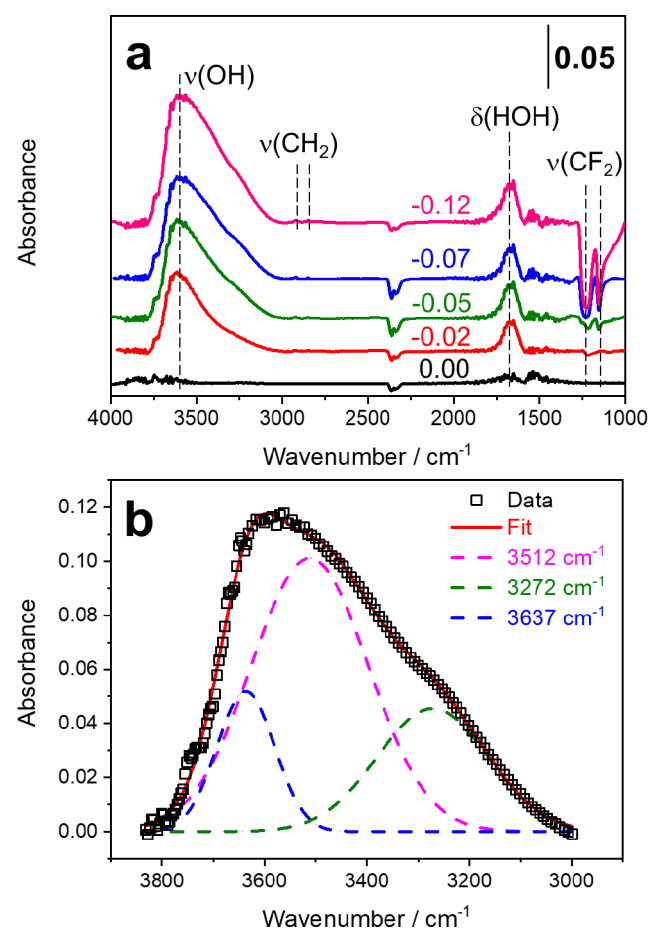 a
0.05
ν(OH)
ν(CH₂)
δ(HOH)
ν(CF₂)
Absorbance
-0.12
-0.07
-0.05
-0.02
0.00
4000 3500 3000 2500 2000 1500 1000
Wavenumber / cm⁻¹
b
Data
Fit
3512 cm⁻¹
3272 cm⁻¹
3637 cm⁻¹
0.12
0.10
0.08
0.06
0.04
0.02
0.00
Absorbance
3800 3600 3400 3200 3000
Wavenumber / cm⁻¹